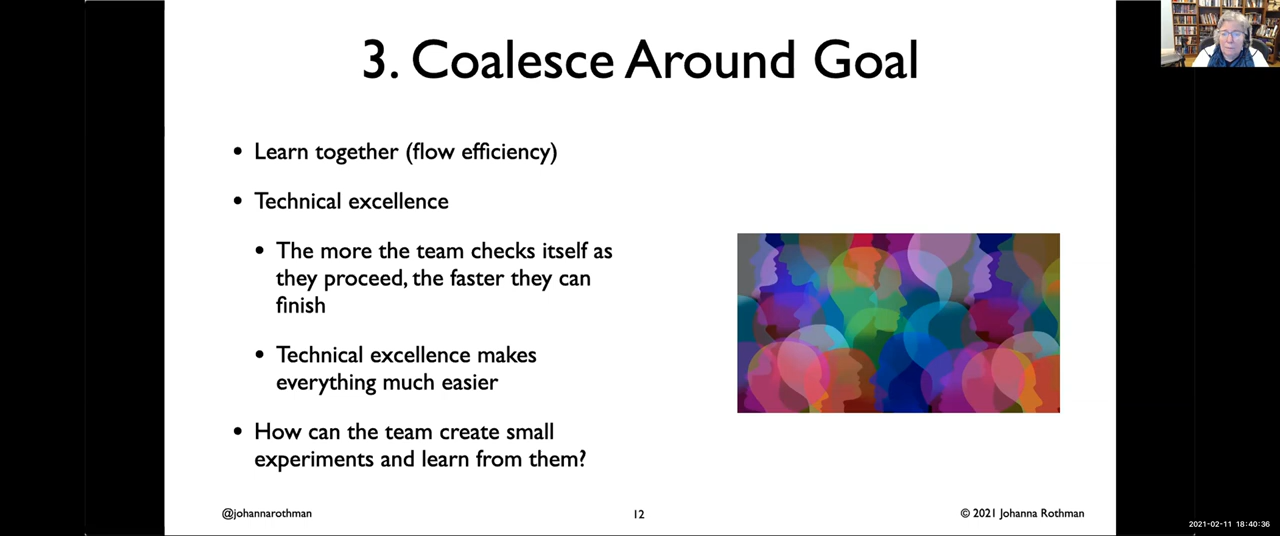 3. Coalesce Around Goal
• Learn together (flow efficiency)
• Technical excellence
• The more the team checks itself as
they proceed, the faster they can
finish
• Technical excellence makes
everything much easier
• How can the team create small
experiments and learn from them?
@johannarothman
12
© 2021 Johanna Rothman
2021-02-11 18:40:36